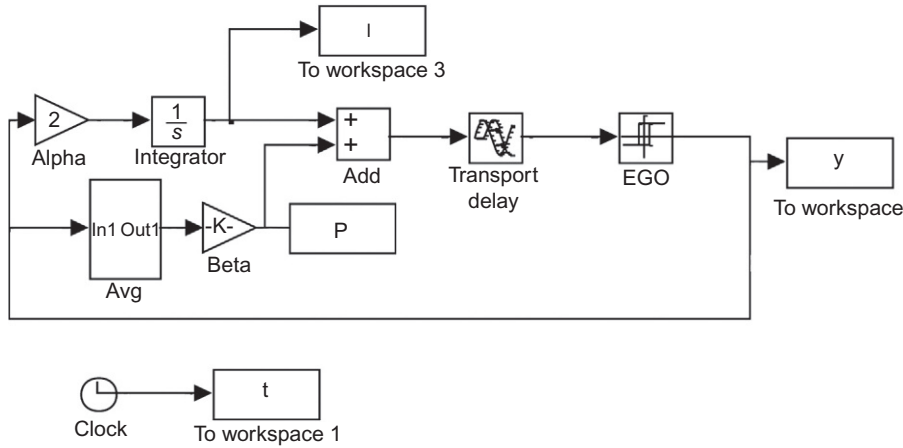 I
To workspace 3
2
Alpha
1
s
Integrator
+
+
Add
Transport
delay
EGO
y
To workspace
In1 Out1
Avg
-K-
Beta
P
t
Clock
To workspace 1